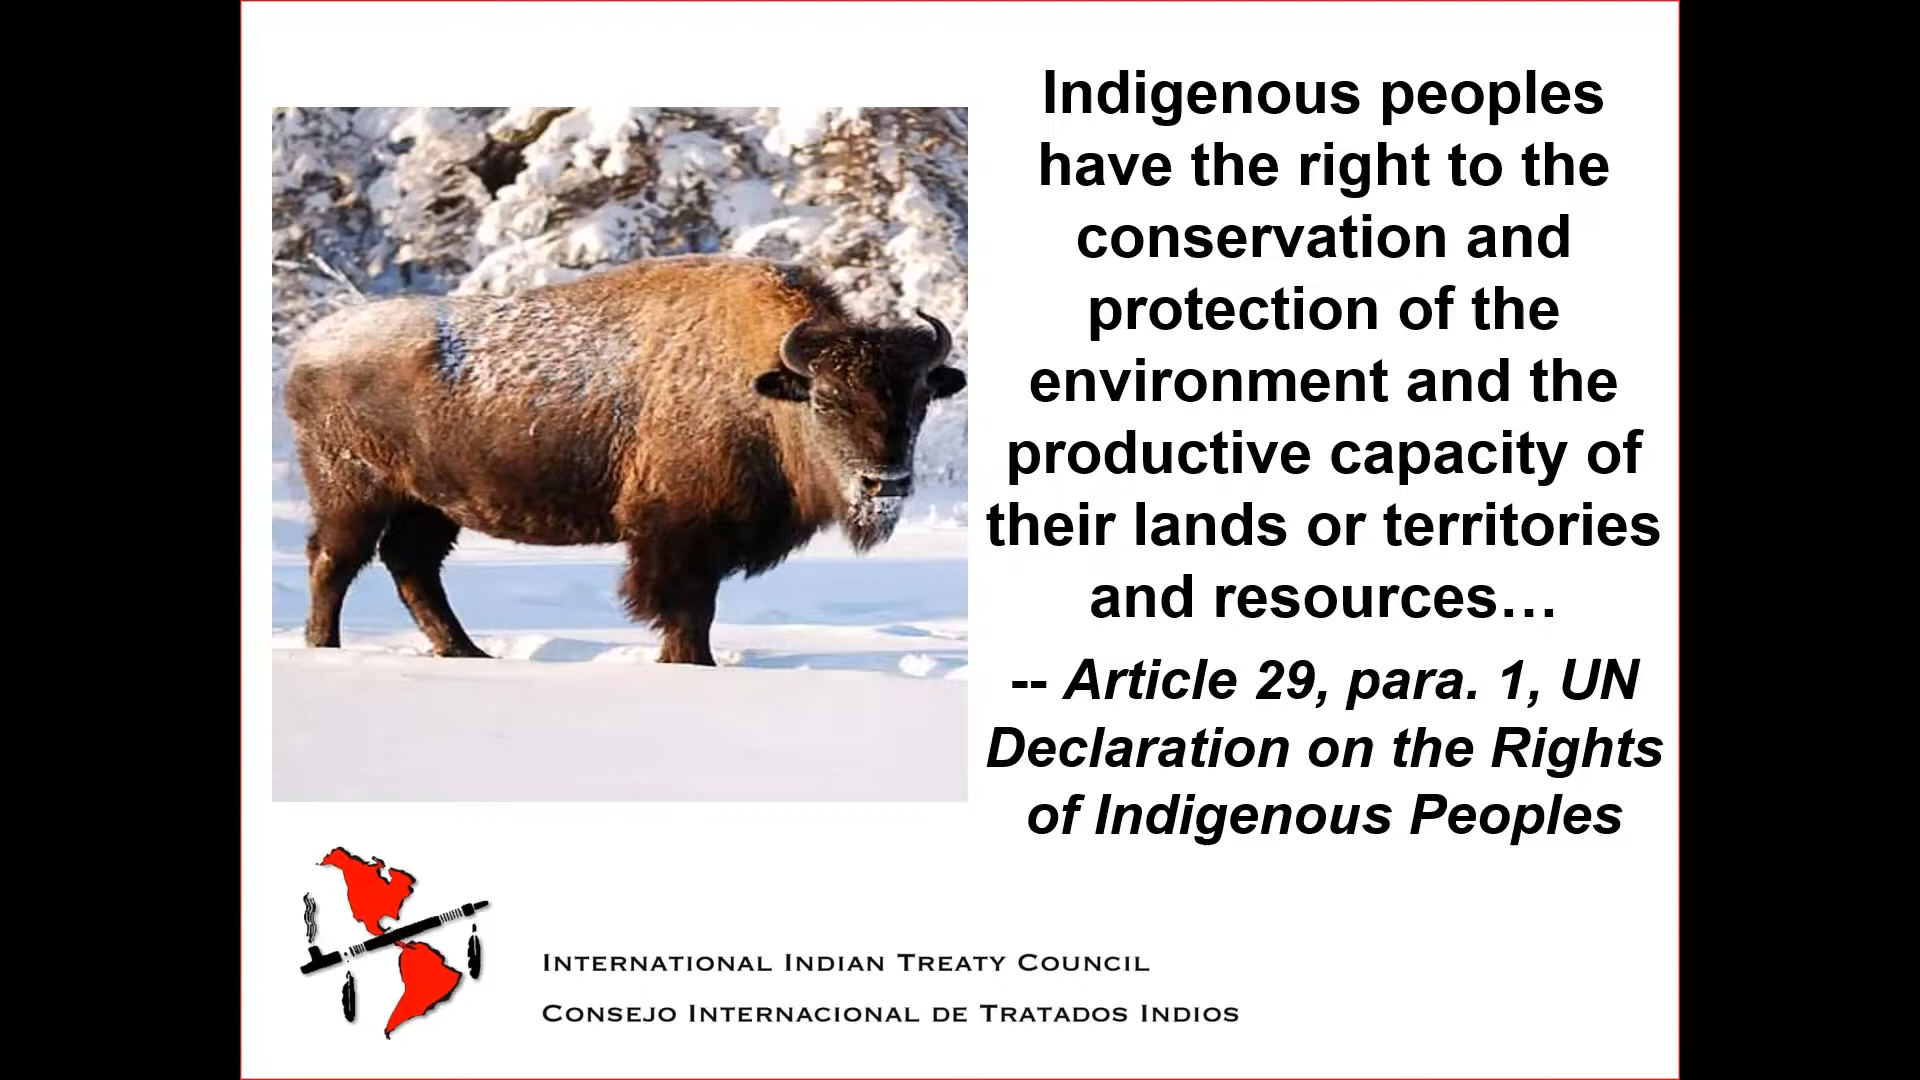 Indigenous peoples
have the right to the
conservation and
protection of the
environment and the
productive capacity of
their lands or territories
and resources…
-- Article 29, para. 1, UN
Declaration on the Rights
of Indigenous Peoples
INTERNATIONAL INDIAN TREATY COUNCIL
CONSEJO INTERNACIONAL DE TRATADOS INDIOS